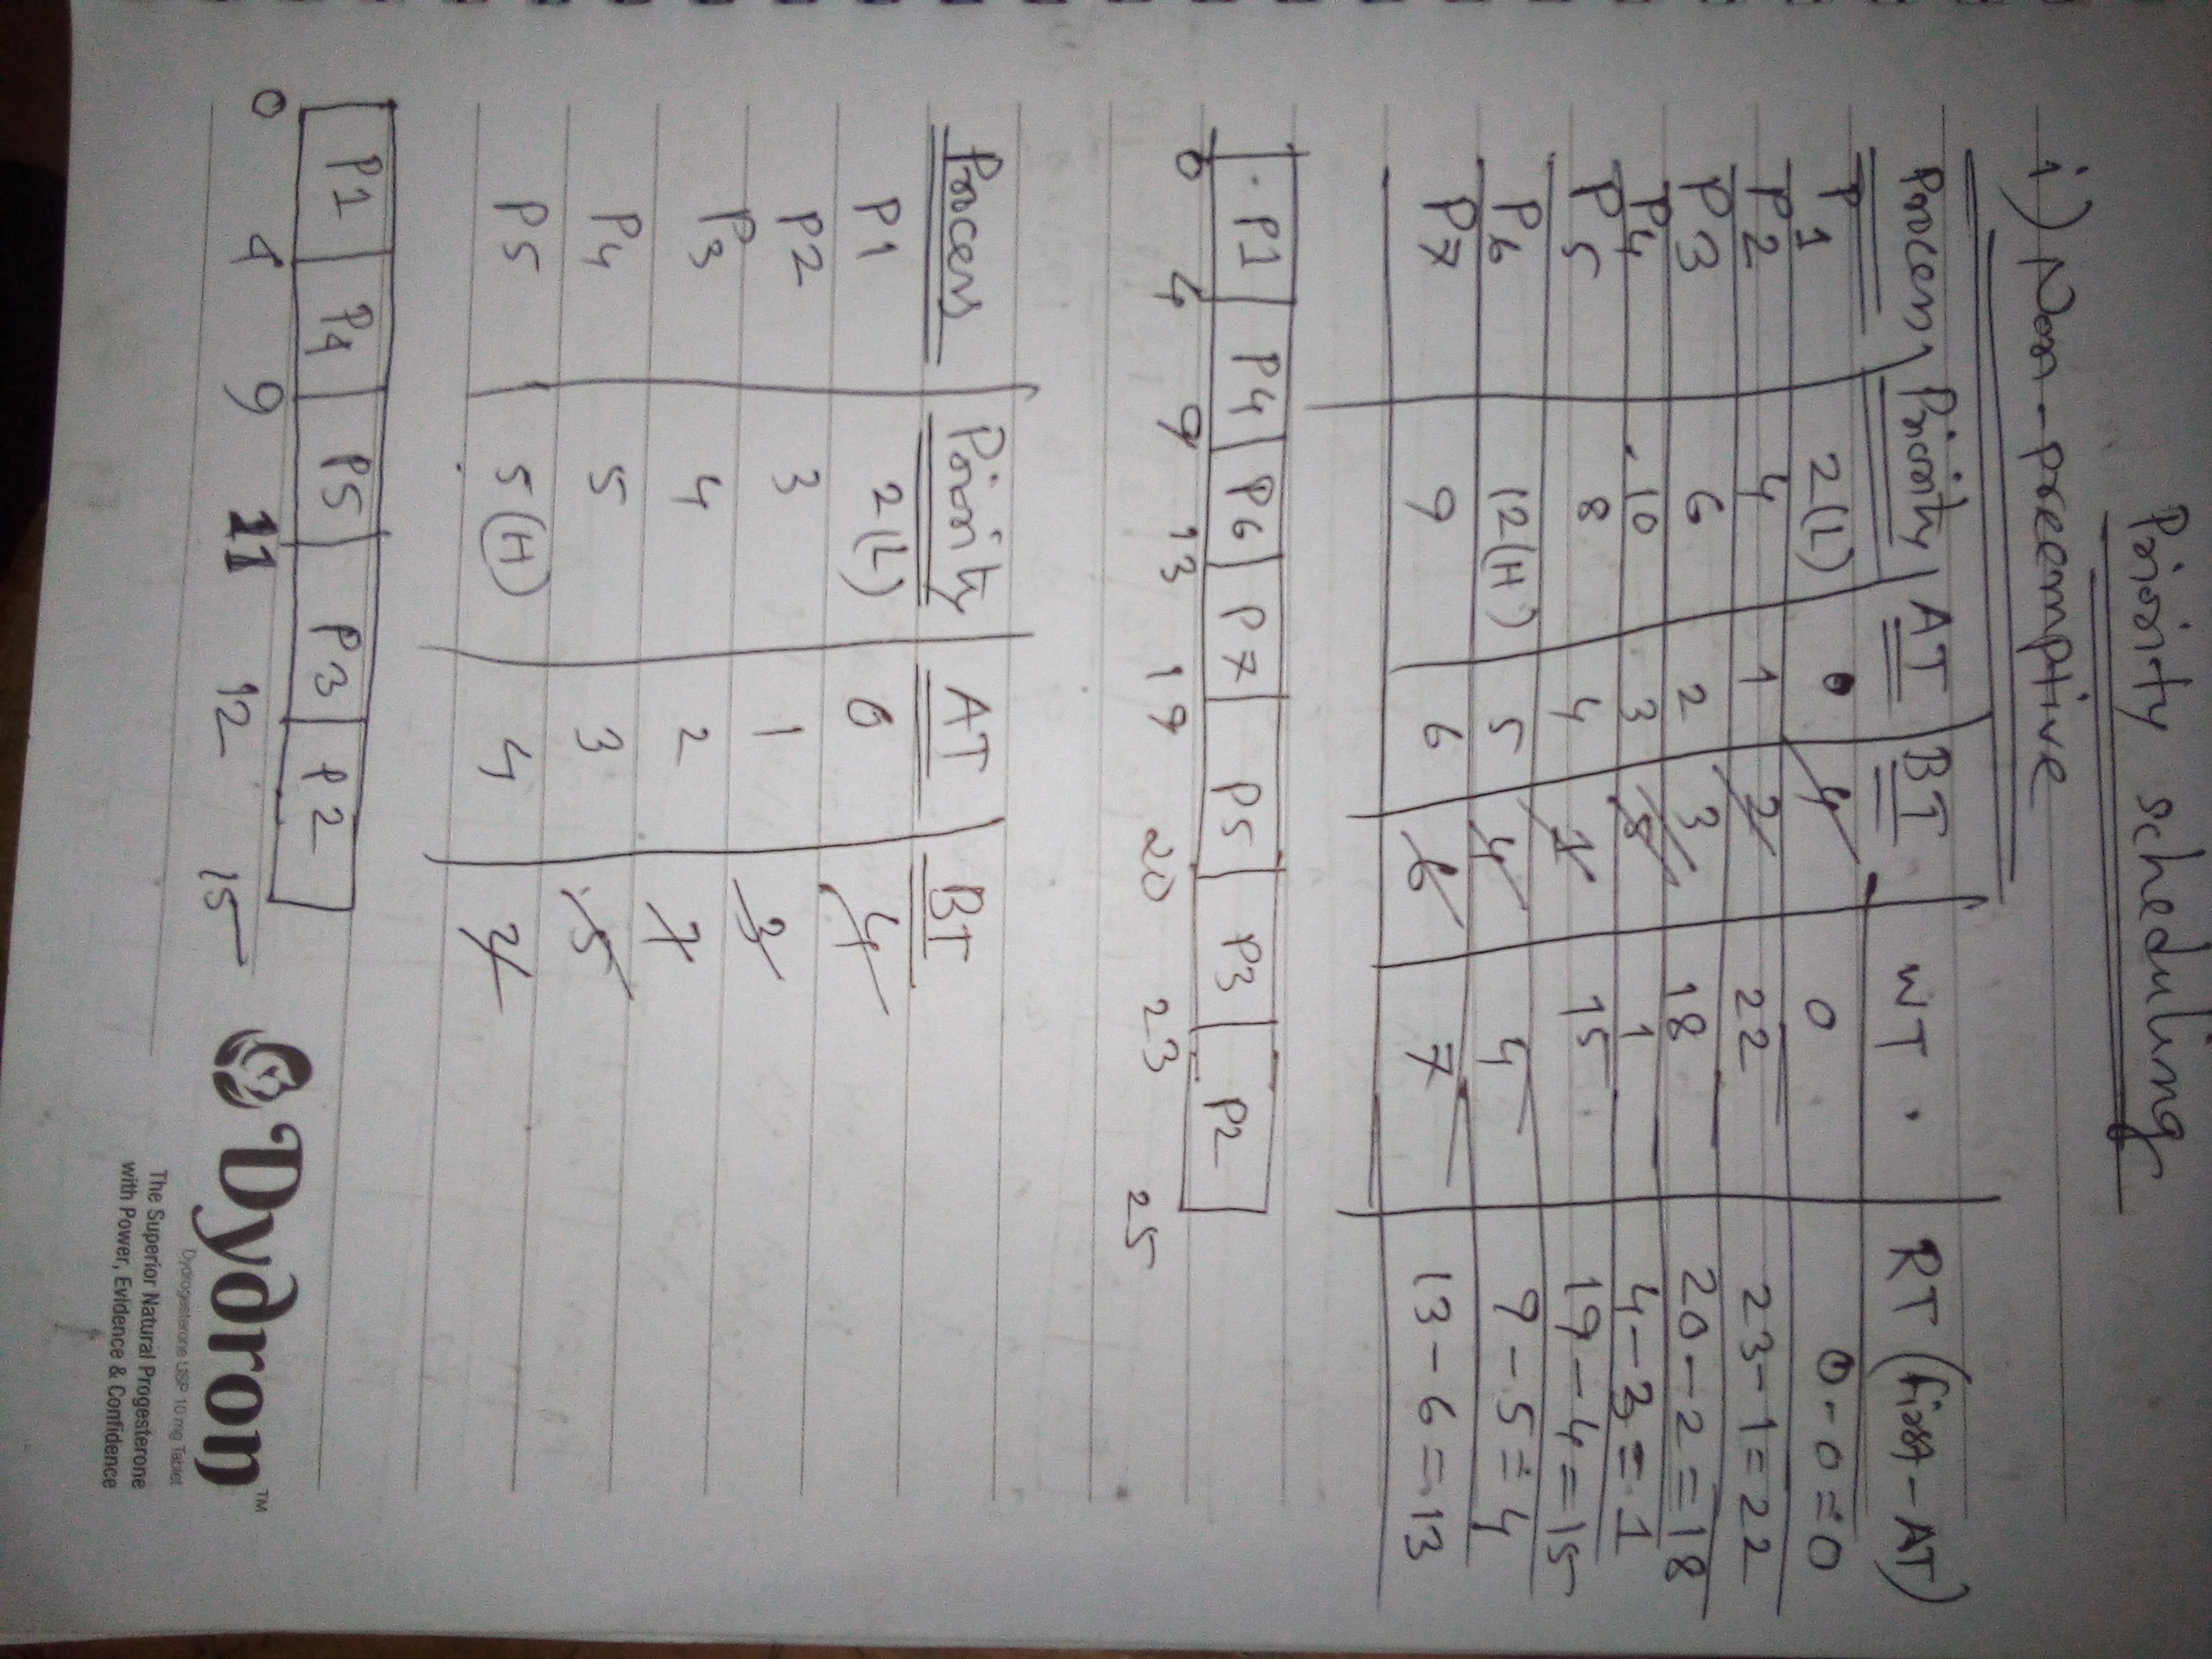 Priority scheduling
i) Non-preemptive
Process Priority AT BT WT RT (first - AT)
P1 2(L) 0 4 0 0-0=0
P2 4 1 2 22 23-1=22
P3 6 2 3 18 20-2=18
P4 10 3 5 1 4-3=1
P5 8 4 1 15 19-4=15
P6 12(H) 5 4 4 9-5=4
P7 9 6 6 7 13-6=13
P1 P4 P6 P7 P5 P3 P2
0 4 9 13 19 20 23 25
Process Priority AT BT
P1 2(L) 0 4
P2 3 1 3
P3 4 2 1
P4 5 3 5
P5 5(H) 4 2
P1 P4 P5 P3 P2
0 4 9 11 12 15
Dydron™
Dydrogesterone USP 10 mg Tablet
The Superior Natural Progesterone
with Power, Evidence & Confidence